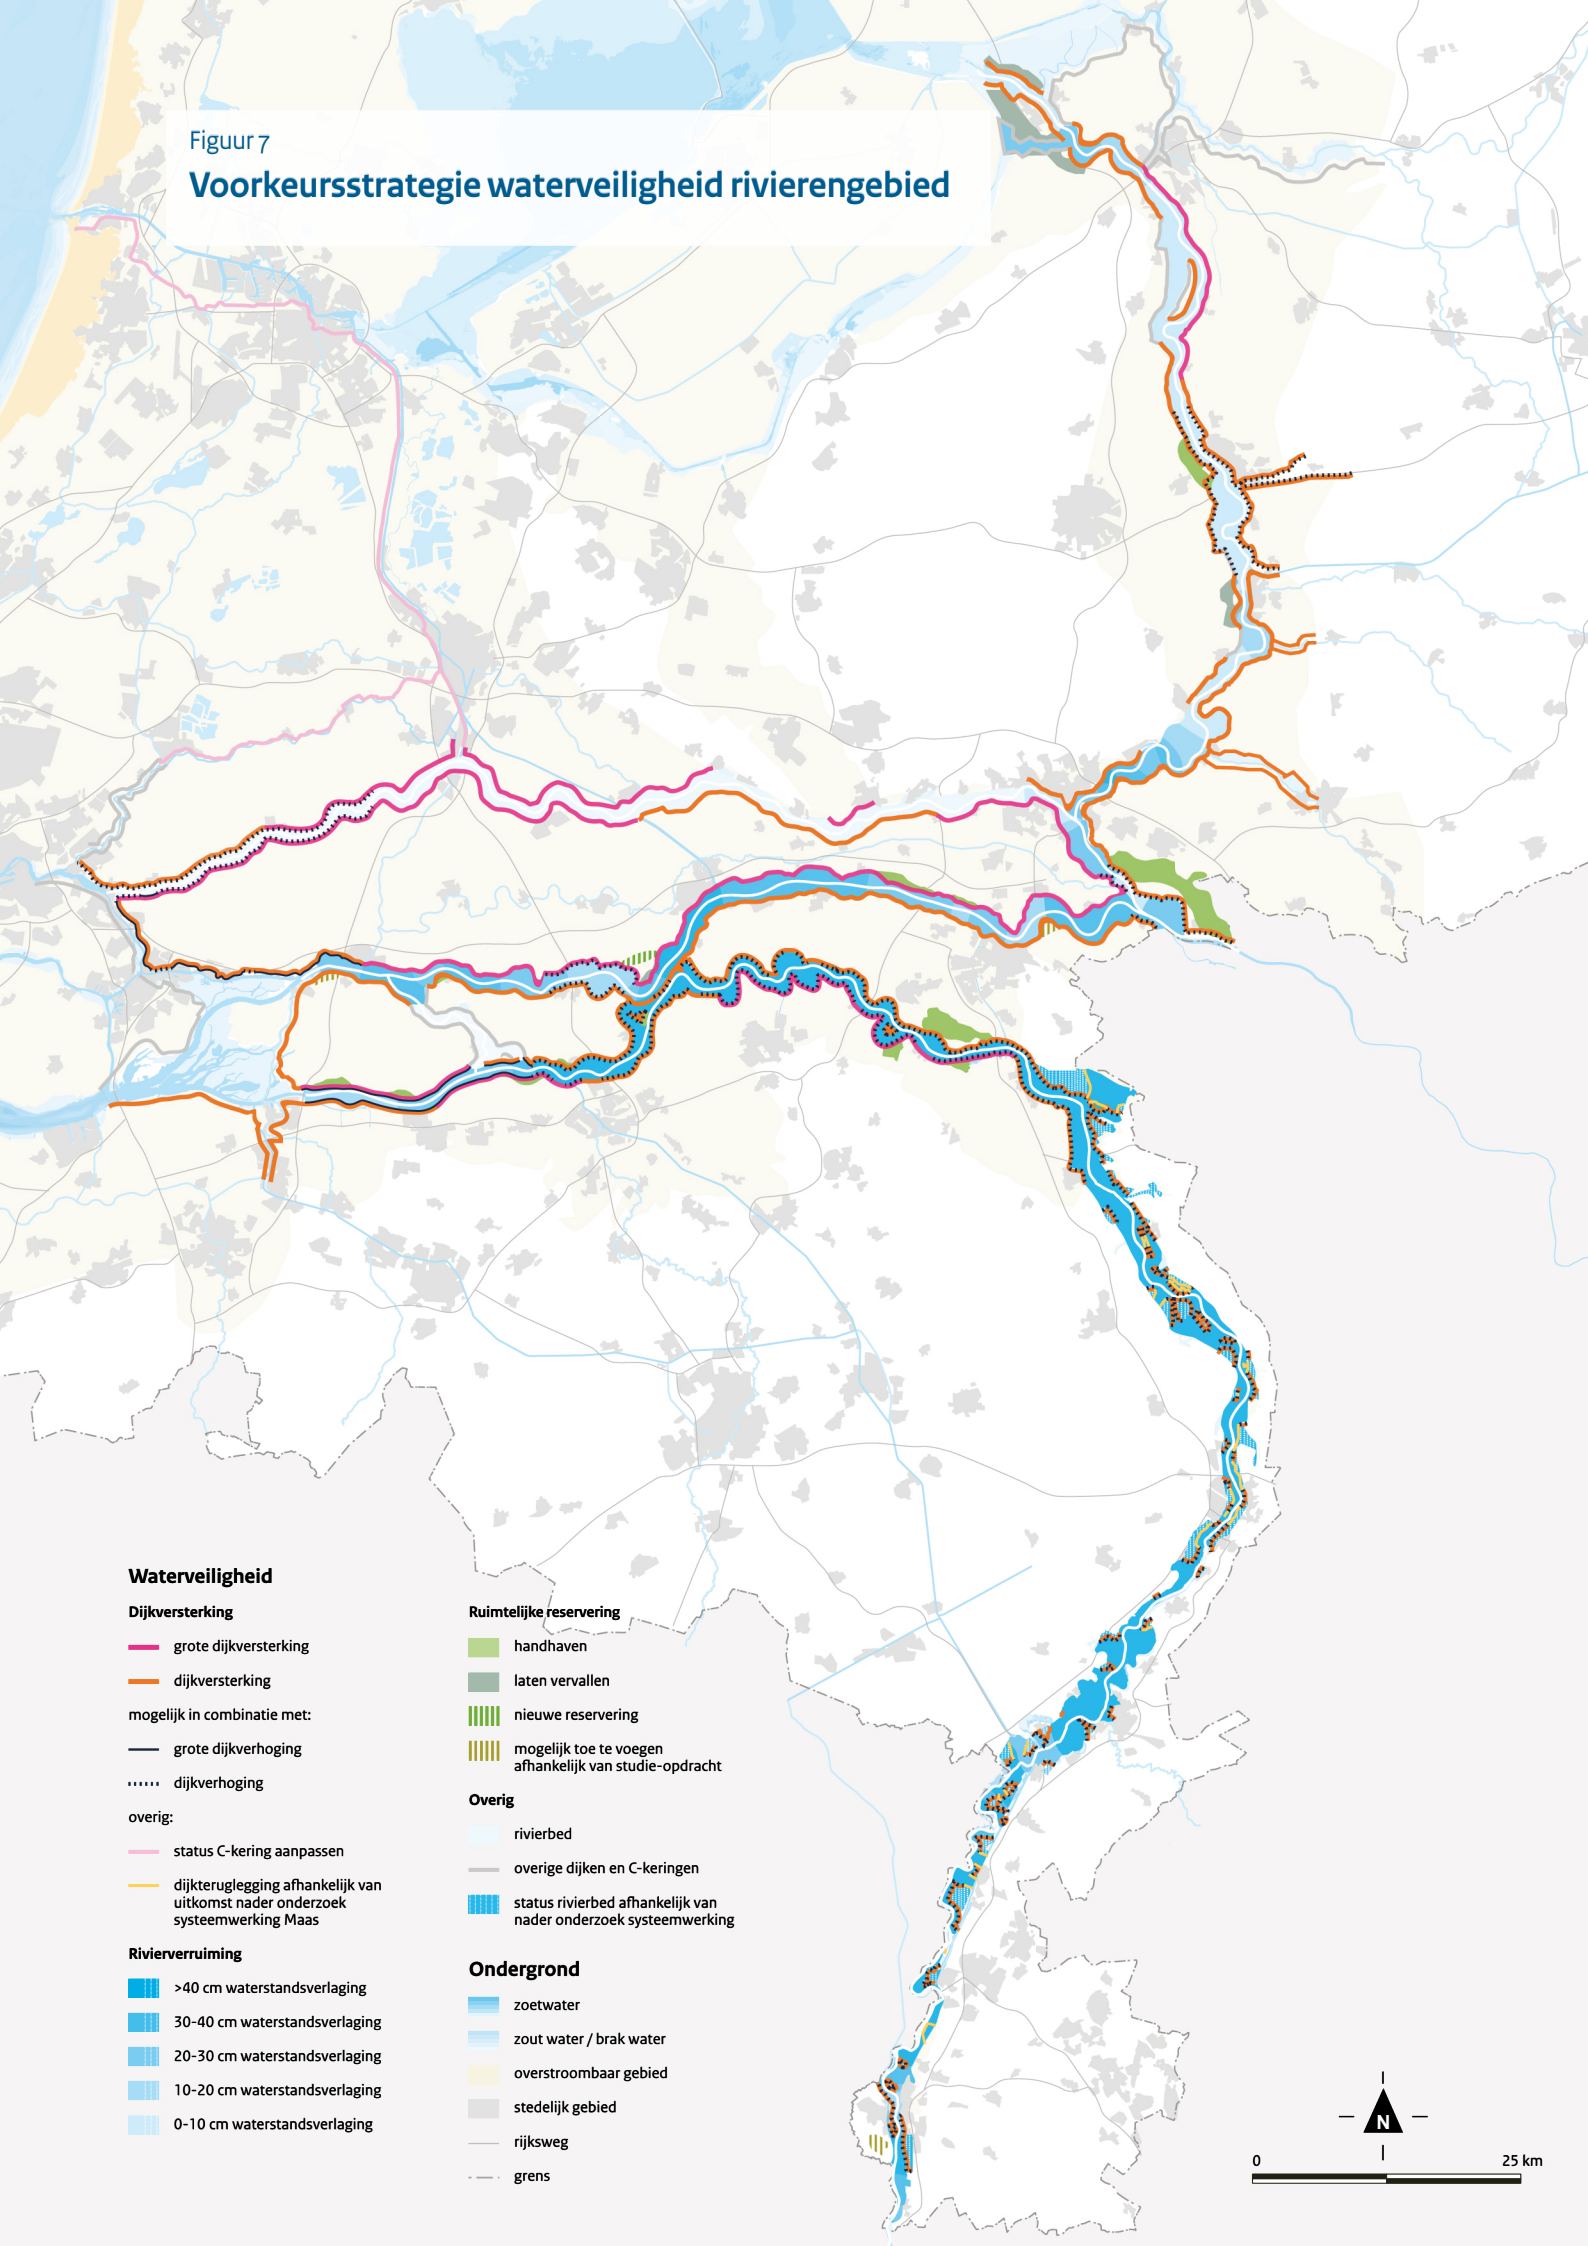 Figuur 7
Voorkeursstrategie waterveiligheid rivierengebied
Waterveiligheid
Dijkversterking
grote dijkversterking
dijkversterking
mogelijk in combinatie met:
grote dijkverhoging
dijkverhoging
overig:
status C-kering aanpassen
dijkteruglegging afhankelijk van
uitkomst nader onderzoek
systeemwerking Maas
Rivierverruiming
>40 cm waterstandsverlaging
30-40 cm waterstandsverlaging
20-30 cm waterstandsverlaging
10-20 cm waterstandsverlaging
0-10 cm waterstandsverlaging
Ruimtelijke reservering
handhaven
laten vervallen
nieuwe reservering
mogelijk toe te voegen
afhankelijk van studie-opdracht
Overig
rivierbed
overige dijken en C-keringen
status rivierbed afhankelijk van
nader onderzoek systeemwerking
Ondergrond
zoetwater
zout water / brak water
overstroombaar gebied
stedelijk gebied
rijksweg
grens
N
0 25 km